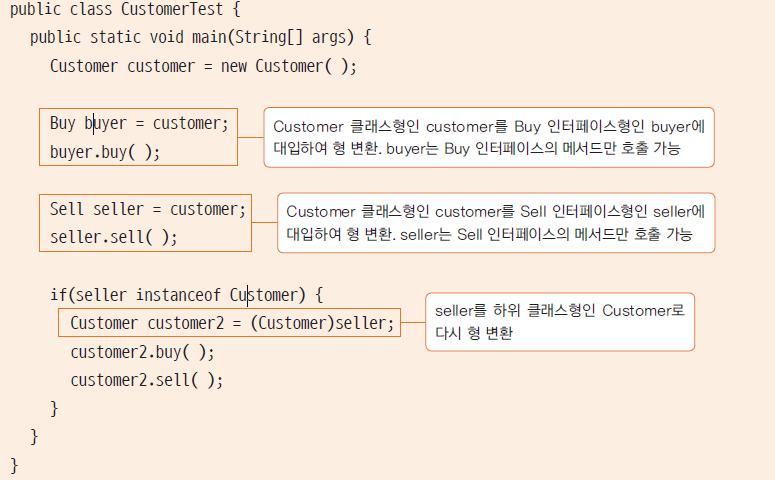 public class CustomerTest {
public static void main(String[] args) {
Customer customer = new Customer( );
Buy buyer = customer;
buyer.buy( );
Customer 클래스형인 customer를 Buy 인터페이스형인 buyer에
대입하여 형 변환. buyer는 Buy 인터페이스의 메서드만 호출 가능
Sell seller = customer;
seller.sell( );
Customer 클래스형인 customer를 Sell 인터페이스형인 seller에
대입하여 형 변환. seller는 Sell 인터페이스의 메서드만 호출 가능
if(seller instanceof Customer) {
Customer customer2 = (Customer)seller;
seller를 하위 클래스형인 Customer로
다시 형 변환
customer2.buy( );
customer2.sell( );
}
}
}